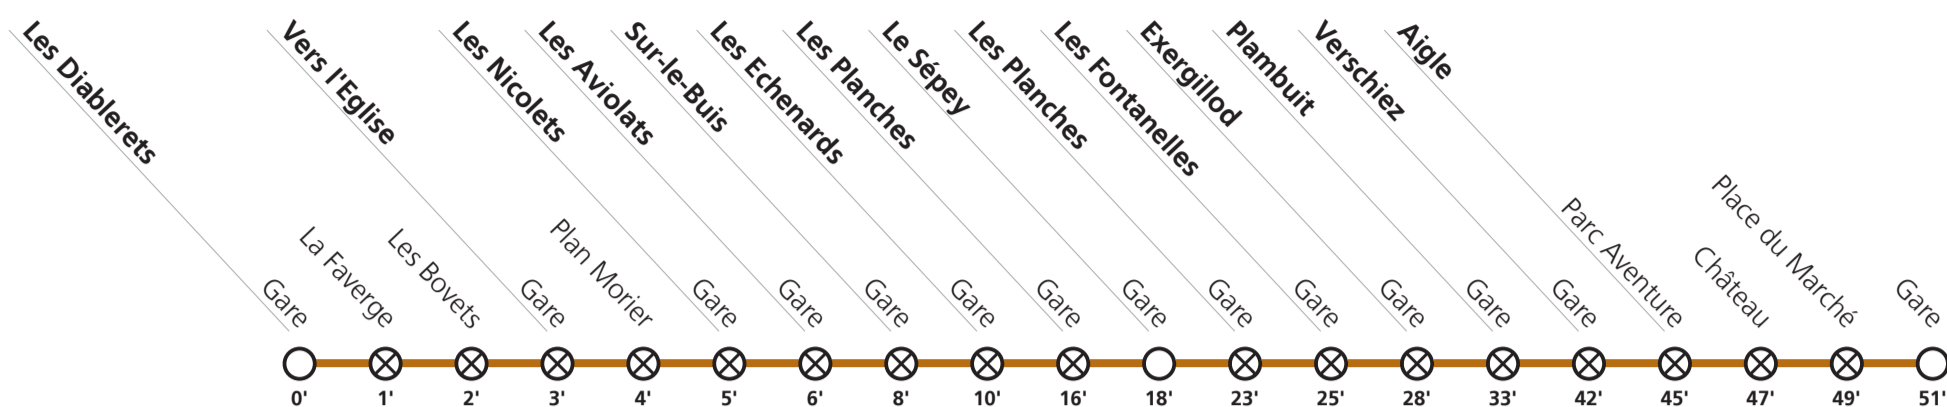 Les Diablerets
Vers l'Eglise
Les Nicolets
Les Aviolats
Sur-le-Buis
Les Echenards
Les Planches
Le Sépey
Les Planches
Les Fontanelles
Exergillod
Plambuit
Verschiez
Aigle
Gare
La Faverge
Les Bovets
Gare
Plan Morier
Gare
Gare
Gare
Gare
Gare
Gare
Gare
Gare
Gare
Gare
Gare
Parc Aventure
Château
Place du Marché
Gare
0' 1' 2' 3' 4' 5' 6' 8' 10' 16' 18' 23' 25' 28' 33' 42' 45' 47' 49' 51'